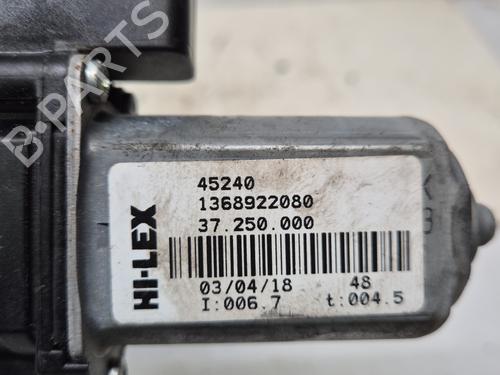 45240
1368922080
37.250.000
HI-LEX
03/04/18 48
I:006.7 t:004.5
B-PARTS